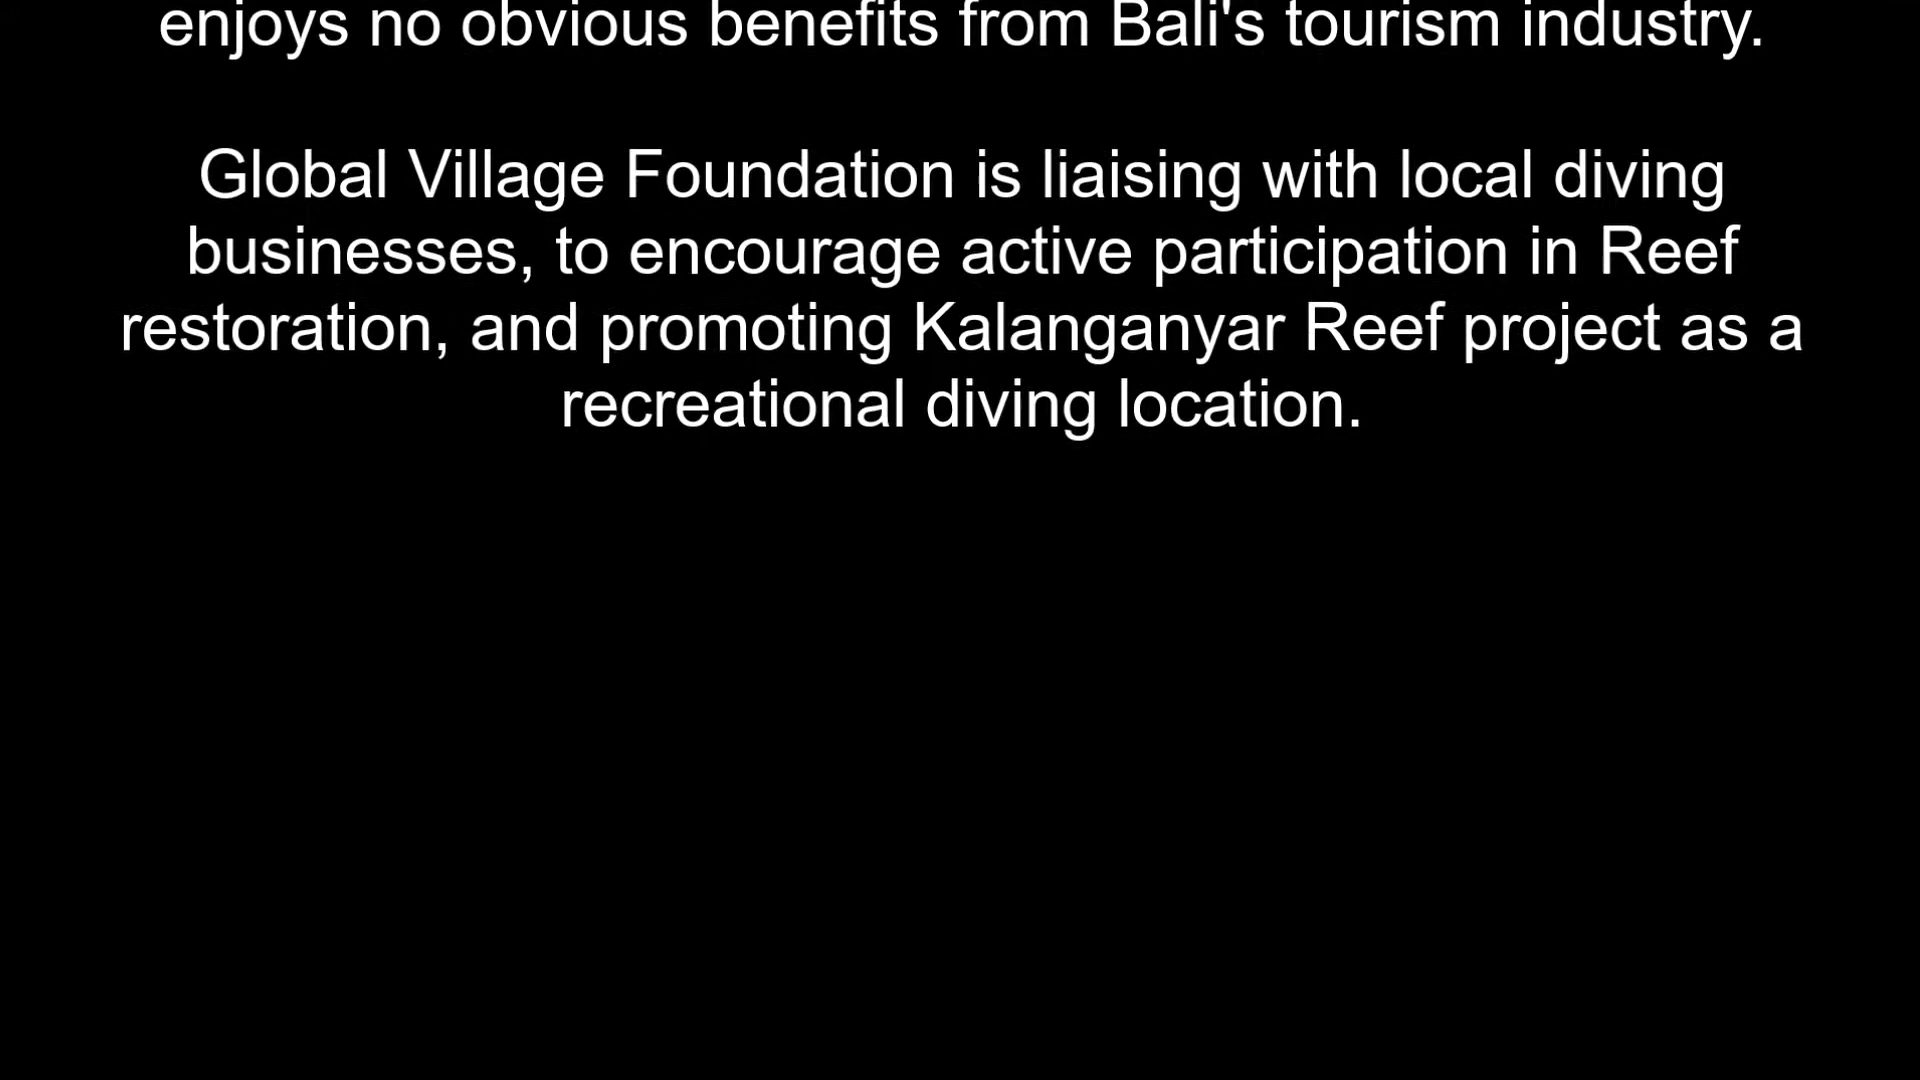 enjoys no obvious benefits from Bali's tourism industry.
Global Village Foundation is liaising with local diving
businesses, to encourage active participation in Reef
restoration, and promoting Kalanganyar Reef project as a
recreational diving location.